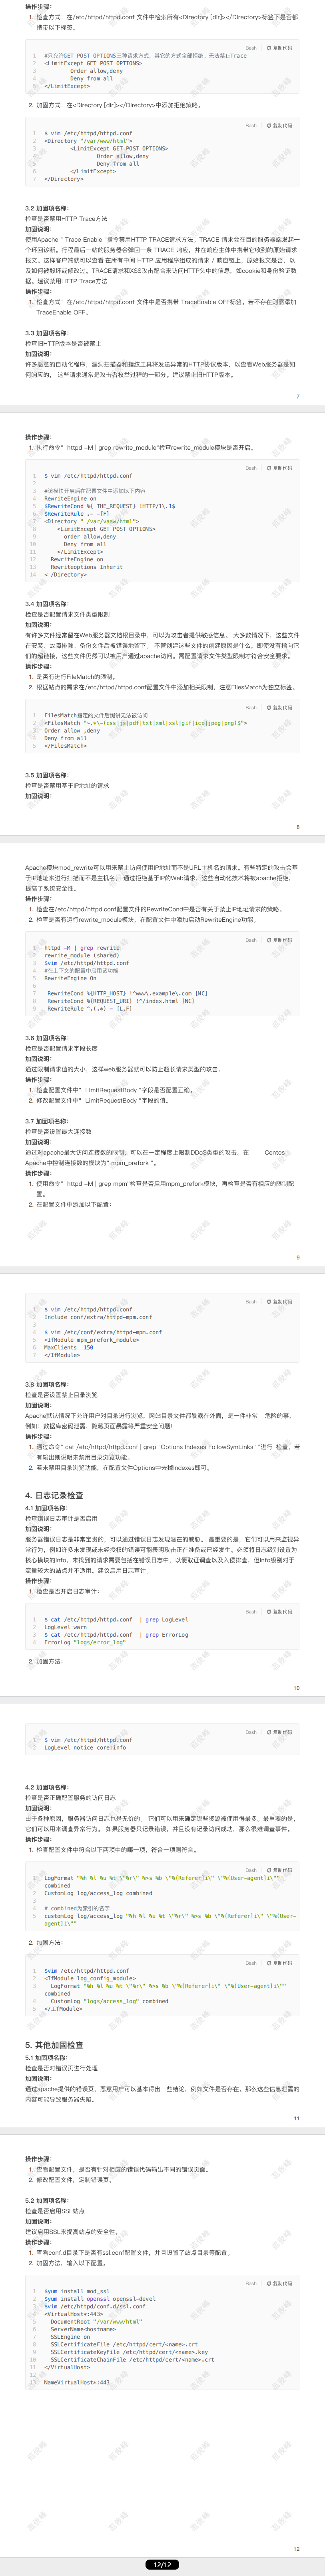 操作步骤：
1. 检查方式：在/etc/httpd/httpd.conf 文件中检索所有<Directory [dir]></Directory>标签下是否都
携带以下标签。
Bash 复制代码
1 #只允许GET POST OPTIONS三种请求方式，其它的方式全部拒绝，无法禁止Trace
2 <LimitExcept GET POST OPTIONS>
3 Order allow,deny
4 Deny from all
5 </LimitExcept>
2. 加固方式：在<Directory [dir]></Directory>中添加拒绝策略。
Bash 复制代码
1 $ vim /etc/httpd/httpd.conf
2 <Directory "/var/www/html">
3 <LimitExcept GET POST OPTIONS>
4 Order allow,deny
5 Deny from all
6 </LimitExcept>
7 </Directory>
3.2 加固项名称：
检查是否禁用HTTP Trace方法
加固说明：
使用Apache " Trace Enable "指令禁用HTTP TRACE请求方法。TRACE 请求会在目的服务器端发起一
个环回诊断。行程最后一站的服务器会弹回一条 TRACE 响应，并在响应主体中携带它收到的原始请求
报文。这样客户端就可以查看 在所有中间 HTTP 应用程序组成的请求 / 响应链上，原始报文是否，以
及如何被毁坏或修改过。TRACE请求和XSS攻击配合来访问HTTP头中的信息，如cookie和身份验证数
据。建议禁用HTTP Trace方法
操作步骤：
1. 检查方式：在/etc/httpd/httpd.conf 文件中是否携带 TraceEnable OFF标签。若不存在则需添加
TraceEnable OFF。
3.3 加固项名称：
检查旧HTTP版本是否被禁止
加固说明：
许多恶意的自动化程序，漏洞扫描器和指纹工具将发送异常的HTTP协议版本，以查看Web服务器是如
何响应的， 这些请求通常是攻击者枚举过程的一部分。建议禁止旧HTTP版本。
7
操作步骤：
1. 执行命令" httpd -M | grep rewrite_module"检查rewrite_module模块是否开启。
Bash 复制代码
1 $ vim /etc/httpd/httpd.conf
2
3 #该模块开启后在配置文件中添加以下内容
4 RewriteEngine on
5 $RewriteCond %{ THE_REQUEST} !HTTP/1\.1$
6 $RewriteRule .- -[F]
7 <Directory " /var/vaaw/html">
8 <LimitExcept GET POST OPTIONS>
9 order allow,deny
10 Deny from all
11 </LimitExcept>
12 RewriteEngine on
13 Rewriteoptions Inherit
14 < /Directory>
3.4 加固项名称：
检查是否配置请求文件类型限制
加固说明：
有许多文件经常留在Web服务器文档根目录中，可以为攻击者提供敏感信息。 大多数情况下，这些文件
在安装、故障排除、备份文件后被错误地留下。 不管创建这些文件的创建原因是什么，即使没有指向它
们的超链接，这些文件仍然可以被用户通过apache访问。需配置请求文件类型限制才符合安全要求。
操作步骤：
1. 是否有进行FileMatch的限制。
2. 根据站点的需求在/etc/httpd/httpd.conf配置文件中添加相关限制，注意FllesMatch为独立标签。
Bash 复制代码
1 FilesMatch指定的文件后缀讲无法被访问
2 <FilesMatch "~.*\~(css|js|pdf|txt|xml|xsl|gif|ico|jpeg|png)$">
3 Order allow ,deny
4 Deny from all
5 </FilesMatch>
3.5 加固项名称：
检查是否禁用基于IP地址的请求
加固说明：
8
Apache模块mod_rewrite可以用来禁止访问使用IP地址而不是URL主机名的请求。有些特定的攻击会基
于IP地址来进行扫描而不是主机名， 通过拒绝基于IP的Web请求，这些自动化技术将被apache拒绝，
提高了系统安全性。
操作步骤：
1. 检查在/etc/httpd/httpd.conf配置文件的RewriteCond中是否有关于禁止IP地址请求的策略。
2. 检查是否有运行rewrite_module模块，在配置文件中添加启动RewriteEngine功能。
Bash 复制代码
1 httpd -M | grep rewrite
2 rewrite_module (shared)
3 $vim /etc/httpd/httpd.conf
4 #在上下文的配置中启用该功能
5 RewriteEngine On
6
7 RewriteCond %{HTTP_HOST} !^www\.example\.com [NC]
8 RewriteCond %{REQUEST_URI} !^/index.html [NC]
9 RewriteRule ^.(.*) - [L,F]
3.6 加固项名称：
检查是否配置请求字段长度
加固说明：
通过限制请求值的大小，这样web服务器就可以防止超长请求类型的攻击。
操作步骤：
1. 检查配置文件中" LimitRequestBody "字段是否配置正确。
2. 修改配置文件中" LimitRequestBody "字段的值。
3.7 加固项名称：
检查是否设置最大连接数
加固说明：
通过对apache最大访问连接数的限制，可以在一定程度上限制DDoS类型的攻击。在 Centos
Apache中控制连接数的模块为" mpm_prefork "。
操作步骤：
1. 使用命令" httpd -M | grep mpm"检查是否启用mpm_prefork模块。再检查是否有相应的限制配
置。
2. 在配置文件中添加以下配置：
9
Bash 复制代码
1 $ vim /etc/httpd/httpd.conf
2 Include conf/extra/httpd-mpm.conf
3
4 $ vim /etc/conf/extra/httpd-mpm.conf
5 <IfModule mpm_prefork_module>
6 MaxClients 150
7 </IfModule>
3.8 加固项名称：
检查是否设置禁止目录浏览
加固说明：
Apache默认情况下允许用户对目录进行浏览，网站目录文件都暴露在外面，是一件非常 危险的事，
例如：数据库密码泄露，隐藏页面暴露等严重安全问题！
操作步骤：
1. 通过命令" cat /etc/httpd/httpd.conf | grep "Options Indexes FollowSymLinks" "进行 检查，若
有输出则说明未禁用目录浏览功能。
2. 若未禁用目录浏览功能，在配置文件Options中去掉Indexes即可。
4. 日志记录检查
4.1 加固项名称：
检查错误日志审计是否启用
加固说明：
服务器错误日志是非常宝贵的，可以通过错误日志发现潜在的威胁。 最重要的是，它们可以用来监视异
常行为，例如许多未发现或未经授权的错误可能表明攻击正在准备或已经发生。必须将日志级别设置为
核心模块的info，未找到的请求需要包括在错误日志中，以便取证调查以及入侵排查，但info级别对于
流量较大的站点并不适用。建议启用日志审计。
操作步骤：
1. 检查是否开启日志审计：
Bash 复制代码
1 $ cat /etc/httpd/httpd.conf | grep LogLevel
2 LogLevel warn
3 $ cat /etc/httpd/httpd.conf | grep ErrorLog
4 ErrorLog "logs/error_log"
2. 加固方法：
10
Bash 复制代码
1 $ vim /etc/httpd/httpd.conf
2 LogLevel notice core:info
4.2 加固项名称：
检查是否正确配置服务的访问日志
加固说明：
由于各种原因，服务器访问日志也是无价的。 它们可以用来确定哪些资源被使用得最多。最重要的是，
它们可以用来调查异常行为。 如果服务器只记录错误，并且没有记录访问成功，那么很难调查事件。
操作步骤：
1. 检查配置文件中符合以下两项中的哪一项，符合一项则符合。
Bash 复制代码
1 LogFormat "%h %l %u %t \"%r\" %>s %b \"%{Referer}i\" \"%{User-agent}i\""
combined
2 CustomLog log/access_log combined
3
4 # combined为索引的名字
5 customLog log/access_log "%h %l %u %t \"%r\" %>s %b \"%{Referer}i\" \"%{User-
agent}i\""
2. 加固方法：
Bash 复制代码
1 $vim /etc/httpd/httpd.conf
2 <IfModule log_config_module>
3 LogFormat "%h %l %u %t \"%r\" %>s %b \"%{Referer}i\" \"%{User-agent}i\""
combined
4 CustomLog "logs/access_log" combined
5 </IfModule>
5. 其他加固检查
5.1 加固项名称：
检查是否对错误页进行处理
加固说明：
通过apache提供的错误页，恶意用户可以基本得出一些结论，例如文件是否存在。那么这些信息泄露的
内容可能导致服务器失陷。
11
操作步骤：
1. 查看配置文件，是否有针对相应的错误代码输出不同的错误页面。
2. 修改配置文件，定制错误页。
5.2 加固项名称：
检查是否启用SSL站点
加固说明：
建议启用SSL来提高站点的安全性。
操作步骤：
1. 查看conf.d目录下是否有ssl.conf配置文件，并且设置了站点目录等配置。
2. 加固方法，输入以下配置。
Bash 复制代码
1 $yum install mod_ssl
2 $yum install openssl openssl-devel
3 $vim /etc/httpd/conf.d/ssl.conf
4 <VirtualHost*:443>
5 DocumentRoot "/var/www/html"
6 ServerName<hostname>
7 SSLEngine on
8 SSLCertificateFile /etc/httpd/cert/<name>.crt
9 SSLCertificateKeyFile /etc/httpd/cert/<name>.key
10 SSLCertificateChainFile /etc/httpd/cert/<name>.crt
11 </VirtualHost>
12
13 NameVirtualHost*:443
12
12/12